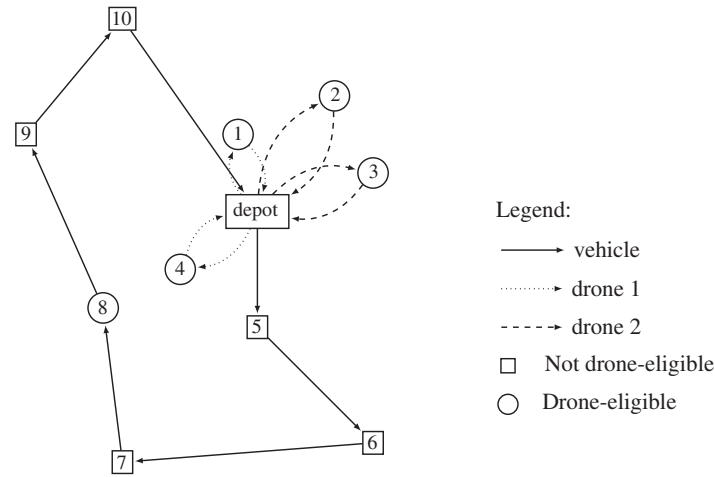 10
2
1
9
3
depot
4
8
5
6
7
Legend:
vehicle
drone 1
drone 2
Not drone-eligible
Drone-eligible